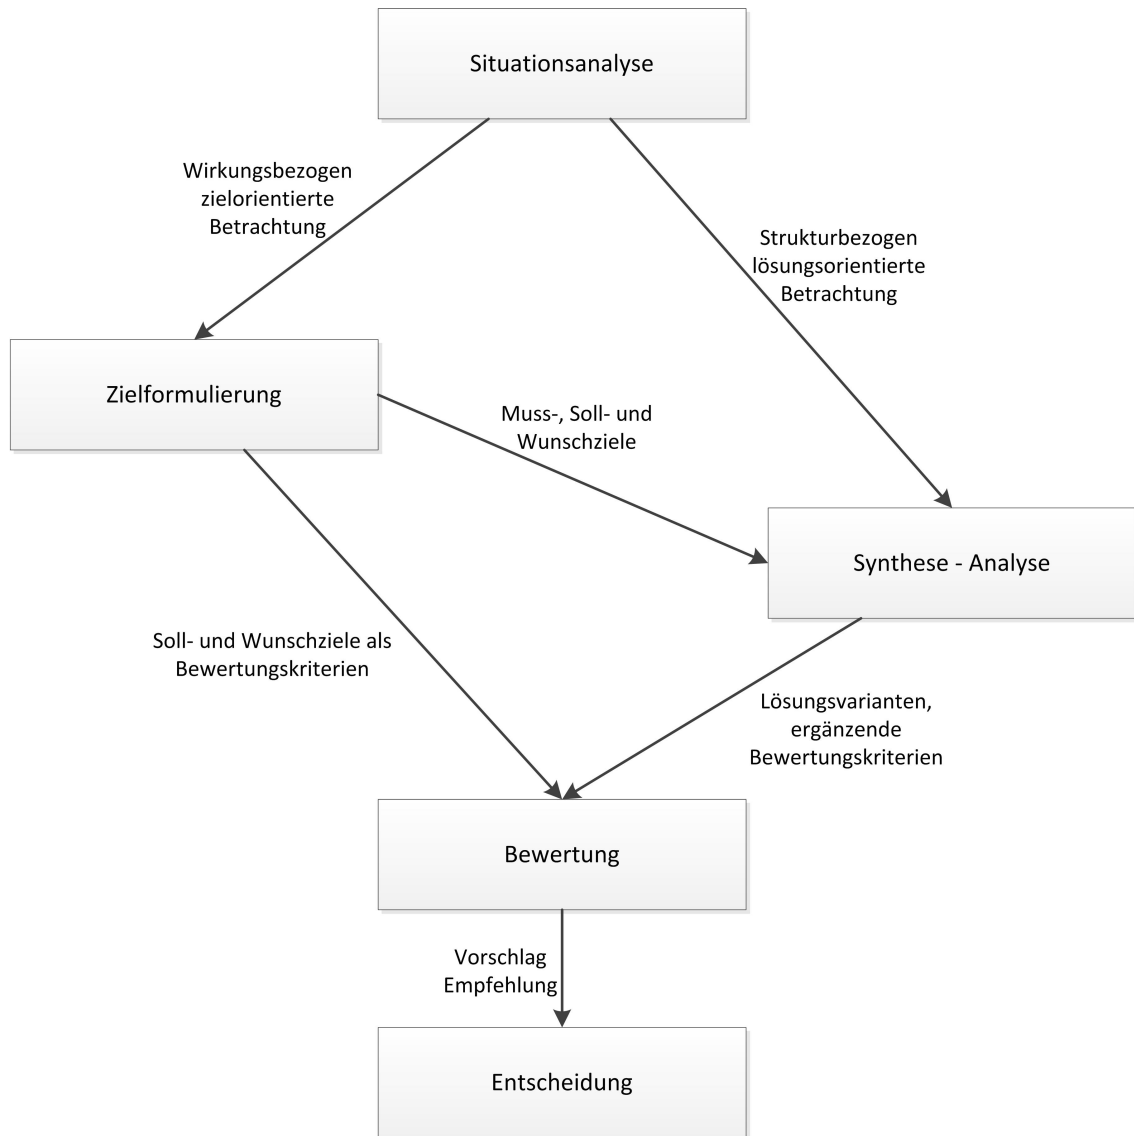 Situationsanalyse
Wirkungsbezogen
zielorientierte
Betrachtung
Strukturbezogen
lösungsorientierte
Betrachtung
Zielformulierung
Muss-, Soll- und
Wunschziele
Synthese - Analyse
Soll- und Wunschziele als
Bewertungskriterien
Lösungsvarianten,
ergänzende
Bewertungskriterien
Bewertung
Vorschlag
Empfehlung
Entscheidung